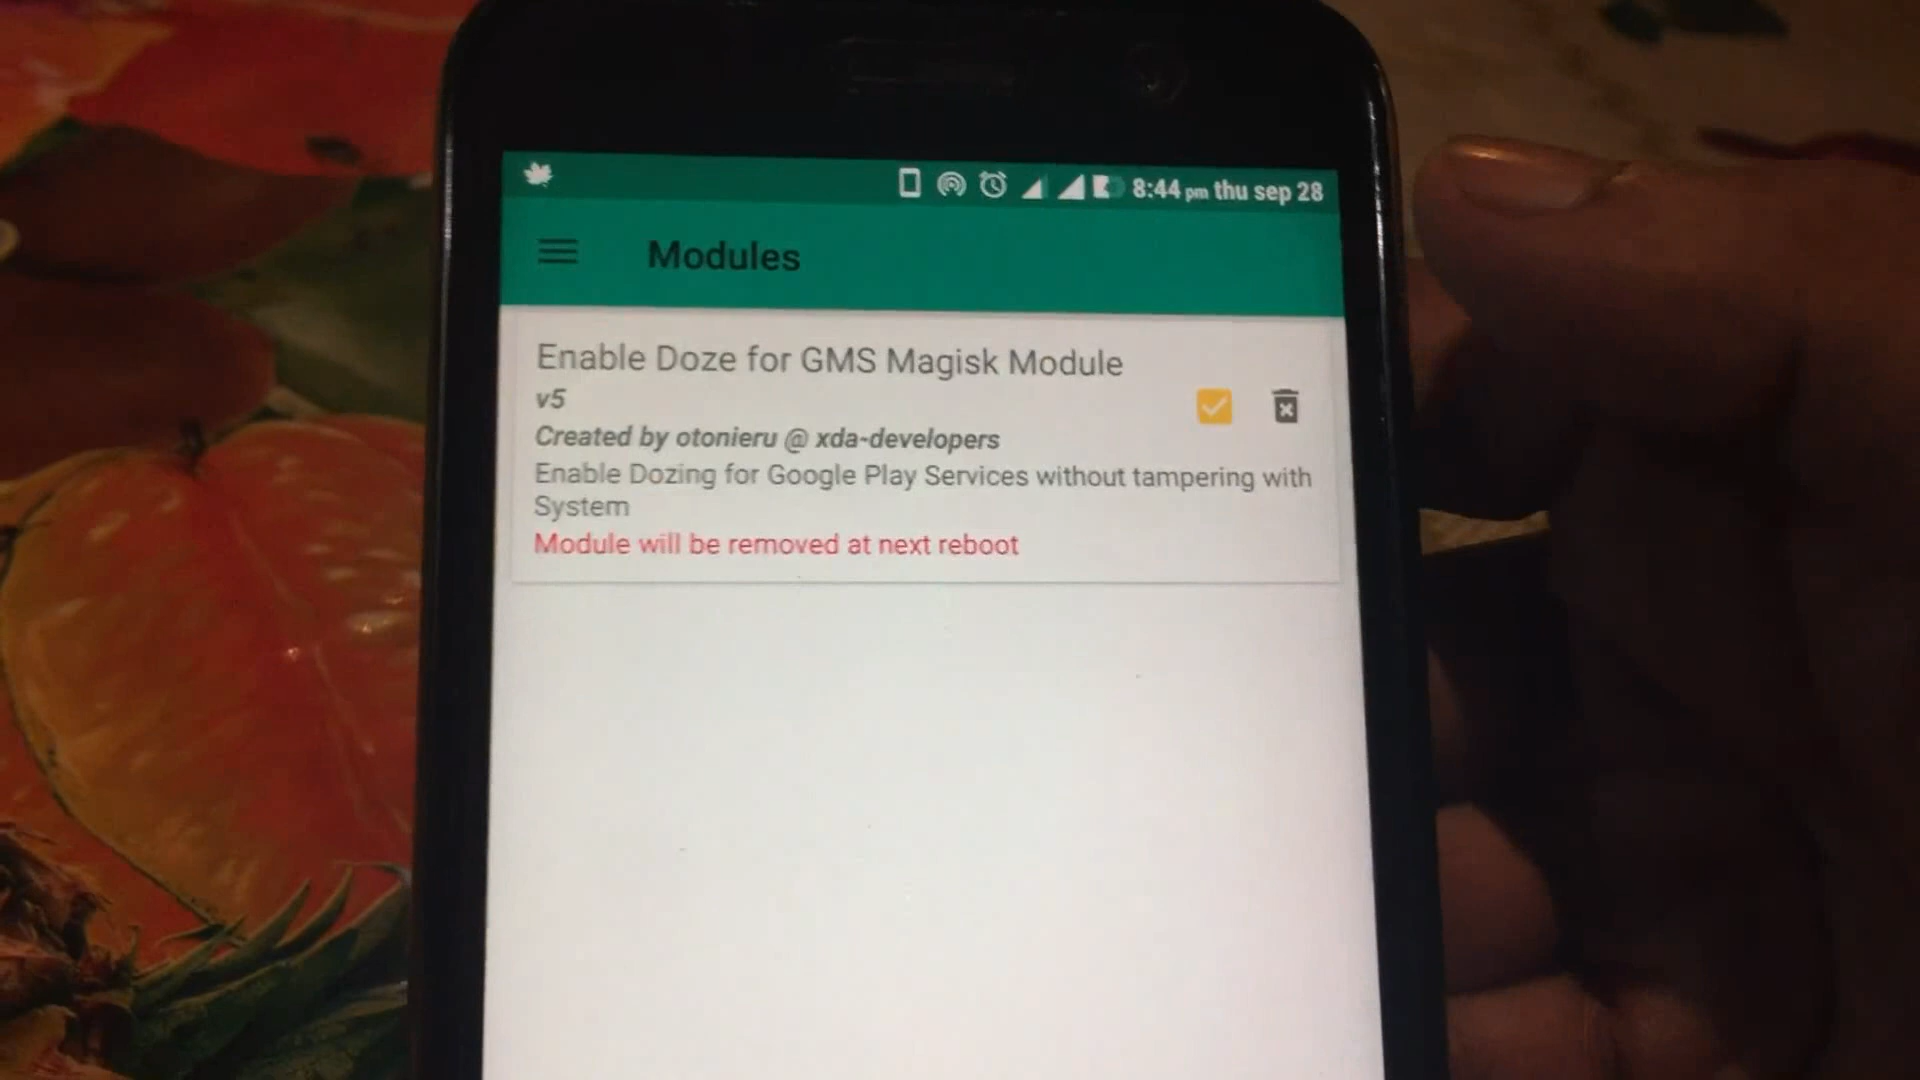 8:44 pm thu sep 28
Modules
Enable Doze for GMS Magisk Module
v5
Created by otonieru @ xda-developers
Enable Dozing for Google Play Services without tampering with
System
Module will be removed at next reboot